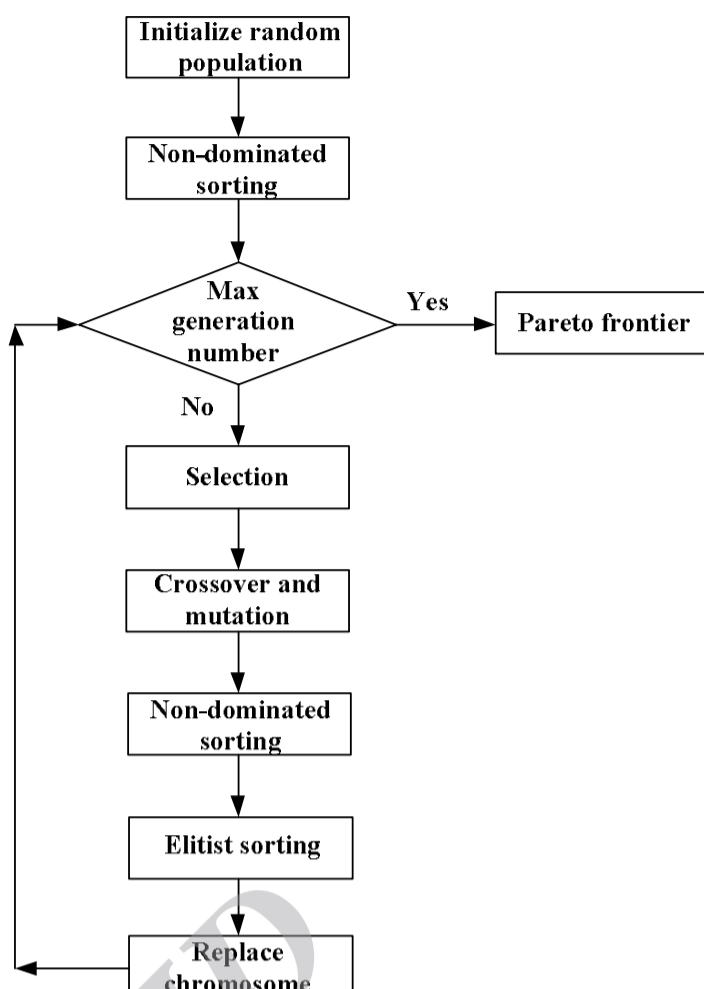 Initialize random
population
Non-dominated
sorting
Max
generation
number
Yes
Pareto frontier
No
Selection
Crossover and
mutation
Non-dominated
sorting
Elitist sorting
Replace
chromosome